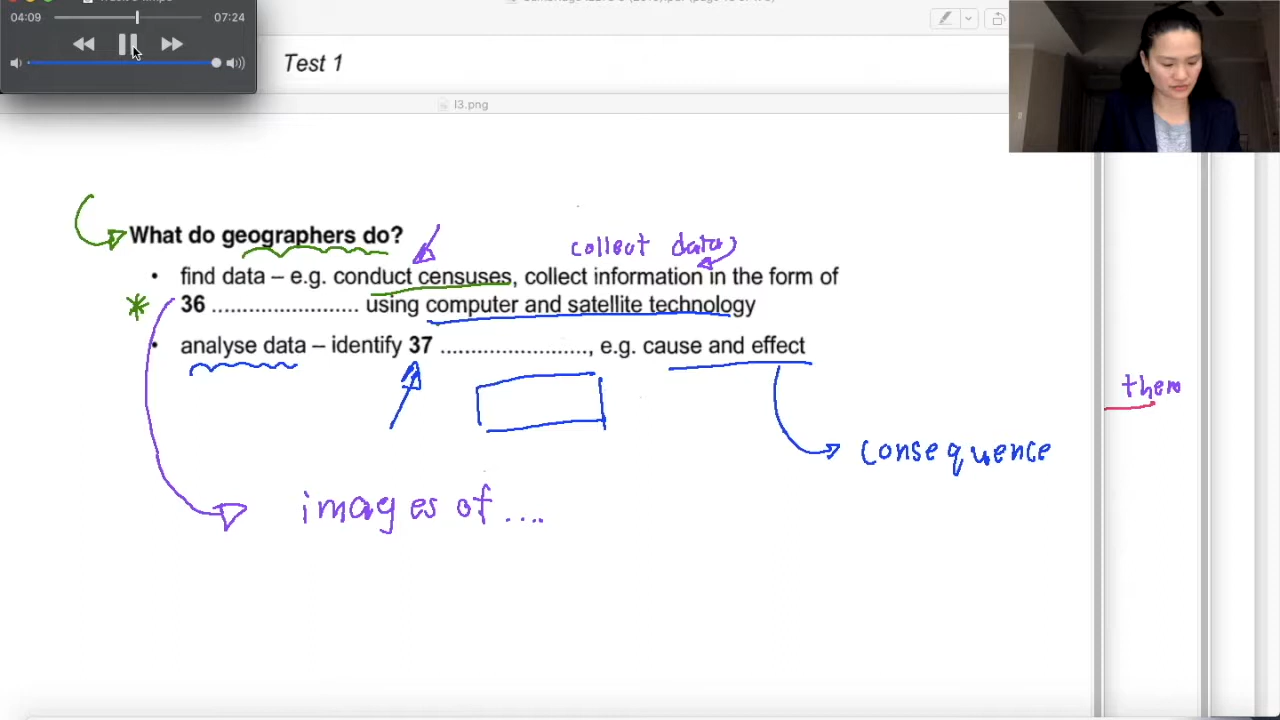 04:09 07:24
Test 1
l3.png
What do geographers do?
collect data
• find data – e.g. conduct censuses, collect information in the form of
* 36 ........................ using computer and satellite technology
• analyse data – identify 37 ........................, e.g. cause and effect
them
consequence
images of ....